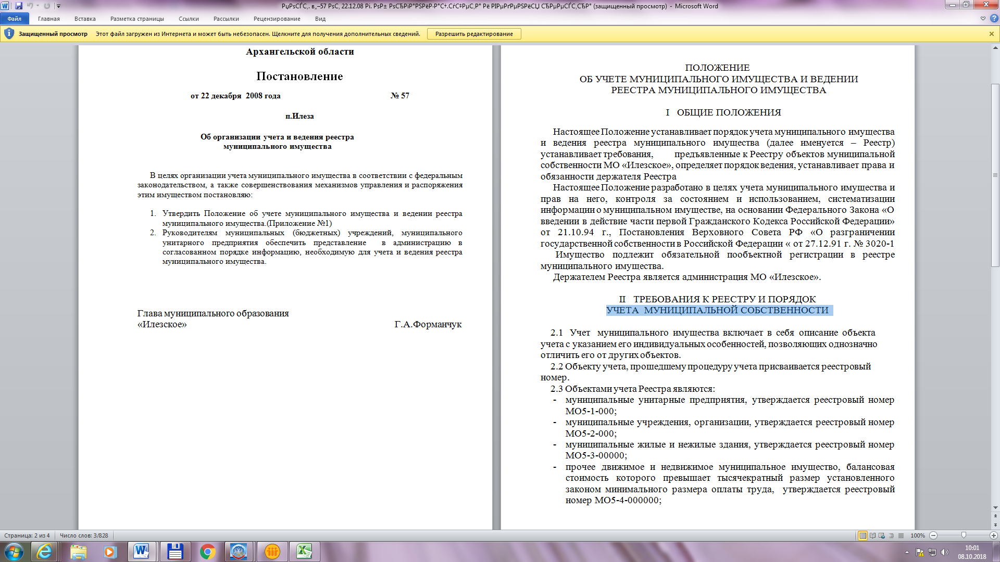 РџРѕСЃС‚. в„–57 РѕС‚ 22.12.08 Рі. РѕР± РѕСЂРіР°РЅРёР·Р°С†.СѓС‡РµС‚Р° Рё РІРµРґРµРЅРёСЏ СЂРµРµСЃС‚СЂР° (защищенный просмотр) - Microsoft Word
Файл Главная Вставка Разметка страницы Ссылки Рассылки Рецензирование Вид
Защищенный просмотр Этот файл загружен из Интернета и может быть небезопасен. Щелкните для получения дополнительных сведений. Разрешить редактирование
Архангельской области
Постановление
от 22 декабря 2008 года № 57
п.Илеза
Об организации учета и ведения реестра
муниципального имущества
В целях организации учета муниципального имущества в соответствии с федеральным
законодательством, а также совершенствования механизмов управления и распоряжения
этим имуществом постановляю:
1. Утвердить Положение об учете муниципального имущества и ведении реестра
муниципального имущества.(Приложение №1)
2. Руководителям муниципальных (бюджетных) учреждений, муниципального
унитарного предприятия обеспечить представление в администрацию в
согласованном порядке информацию, необходимую для учета и ведения реестра
муниципального имущества.
Глава муниципального образования
«Илезское» Г.А.Форманчук
ПОЛОЖЕНИЕ
ОБ УЧЕТЕ МУНИЦИПАЛЬНОГО ИМУЩЕСТВА И ВЕДЕНИИ
РЕЕСТРА МУНИЦИПАЛЬНОГО ИМУЩЕСТВА
I ОБЩИЕ ПОЛОЖЕНИЯ
Настоящее Положение устанавливает порядок учета муниципального имущества
и ведения реестра муниципального имущества (далее именуется – Реестр)
устанавливает требования, предъявленные к Реестру объектов муниципальной
собственности МО «Илезское», определяет порядок ведения, устанавливает права и
обязанности держателя Реестра
Настоящее Положение разработано в целях учета муниципального имущества и
прав на него, контроля за состоянием и использованием, систематизации
информации о муниципальном имуществе, на основании Федерального Закона «О
введении в действие части первой Гражданского Кодекса Российской Федерации»
от 21.10.94 г., Постановления Верховного Совета РФ «О разграничении
государственной собственности в Российской Федерации « от 27.12.91 г. № 3020-1
Имущество подлежит обязательной пообъектной регистрации в реестре
муниципального имущества.
Держателем Реестра является администрация МО «Илезское».
II ТРЕБОВАНИЯ К РЕЕСТРУ И ПОРЯДОК
УЧЕТА МУНИЦИПАЛЬНОЙ СОБСТВЕННОСТИ
2.1 Учет муниципального имущества включает в себя описание объекта
учета с указанием его индивидуальных особенностей, позволяющих однозначно
отличить его от других объектов.
2.2 Объекту учета, прошедшему процедуру учета присваивается реестровый
номер.
2.3 Объектами учета Реестра являются:
- муниципальные унитарные предприятия, утверждается реестровый номер
МО5-1-000;
- муниципальные учреждения, организации, утверждается реестровый номер
МО5-2-000;
- муниципальные жилые и нежилые здания, утверждается реестровый номер
МО5-3-00000;
- прочее движимое и недвижимое муниципальное имущество, балансовая
стоимость которого превышает тысячекратный размер установленного
законом минимального размера оплаты труда, утверждается реестровый
номер МО5-4-000000;
Страница: 2 из 4 Число слов: 3/828 100%
10:01
08.10.2018